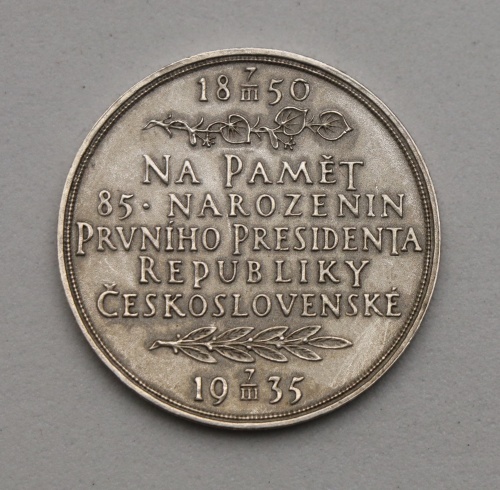 18 7/III 50
NA PAMĚT
85. NAROZENIN
PRVNÍHO PRESIDENTA
REPUBLIKY
ČESKOSLOVENSKÉ
19 7/III 35